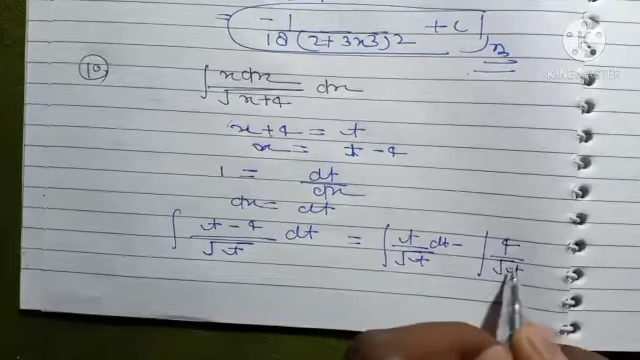 = - 1 / 18(2+3x3)2 + c
KINEMASTER
10
∫ xdx / √x+4 dx
x+4 = t
x = t-4
1 = dt/dx
dx = dt
∫ t-4 / √t dt = ∫ t/√t dt - ∫ 4/√t